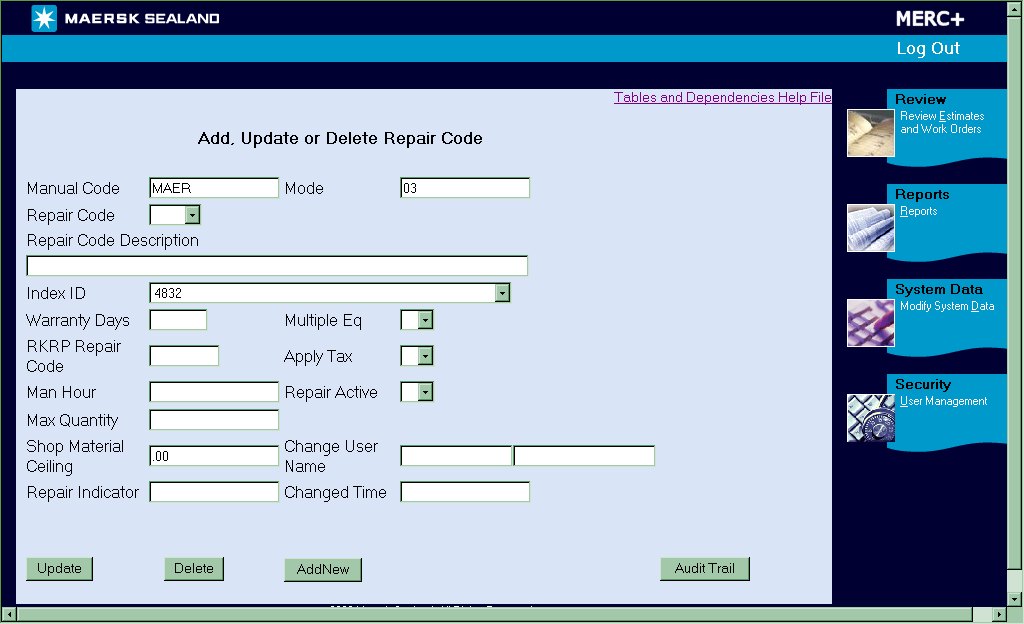 MAERSK SEALAND
MERC+
Log Out
Tables and Dependencies Help File
Add, Update or Delete Repair Code
Manual Code MAER Mode 03
Repair Code
Repair Code Description
Index ID 4832
Warranty Days Multiple Eq
RKRP Repair
Code
Apply Tax
Man Hour Repair Active
Max Quantity
Shop Material
Ceiling
.00
Change User
Name
Repair Indicator Changed Time
Update Delete AddNew Audit Trail
Review
Review Estimates
and Work Orders
Reports
Reports
System Data
Modify System Data
Security
User Management